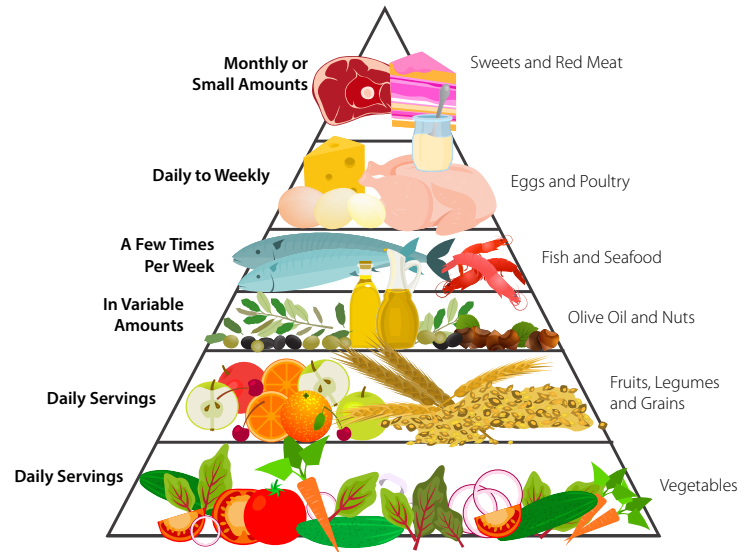 Monthly or
Small Amounts
Sweets and Red Meat
Daily to Weekly
Eggs and Poultry
A Few Times
Per Week
Fish and Seafood
In Variable
Amounts
Olive Oil and Nuts
Daily Servings
Fruits, Legumes
and Grains
Daily Servings
Vegetables